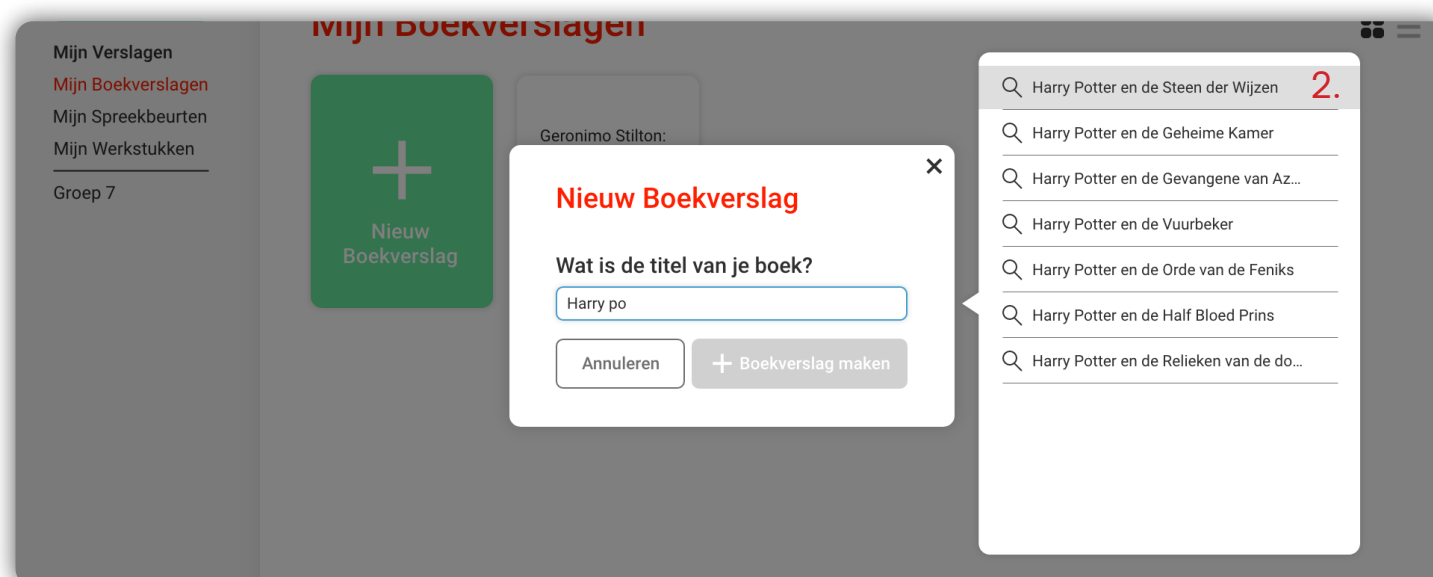 Mijn Boekverslagen
Mijn Verslagen
Mijn Boekverslagen
Mijn Spreekbeurten
Mijn Werkstukken
Groep 7
Nieuw
Boekverslag
Geronimo Stilton:
Nieuw Boekverslag
Wat is de titel van je boek?
Harry po
Annuleren
Boekverslag maken
Harry Potter en de Steen der Wijzen 2.
Harry Potter en de Geheime Kamer
Harry Potter en de Gevangene van Az...
Harry Potter en de Vuurbeker
Harry Potter en de Orde van de Feniks
Harry Potter en de Half Bloed Prins
Harry Potter en de Relieken van de do...